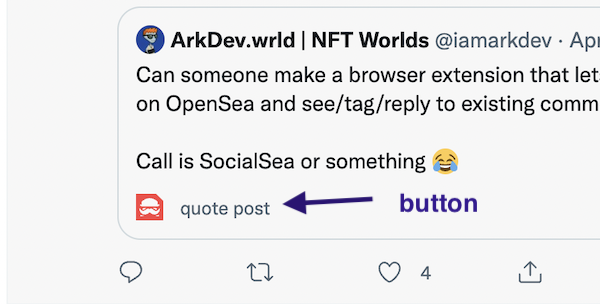 ArkDev.wrld | NFT Worlds @iamarkdev · Apr
Can someone make a browser extension that lets
on OpenSea and see/tag/reply to existing comm
Call is SocialSea or something 😂
quote post
button
4